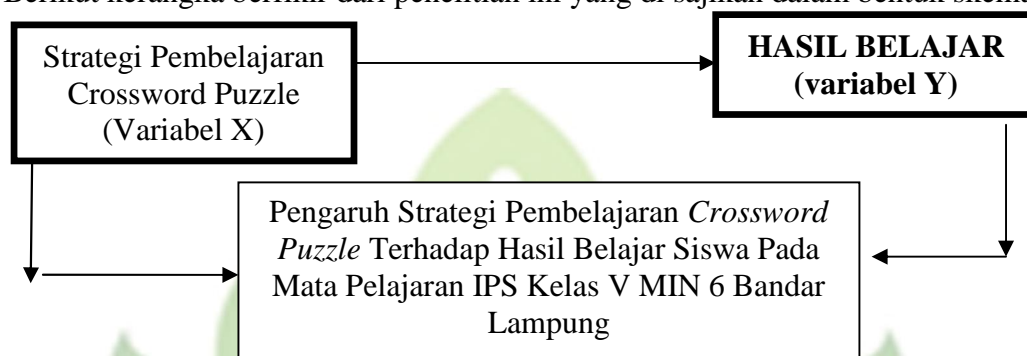 Berikut kerangka berfikir dari penelitian ini yang di sajikan dalam bentuk skema
Strategi Pembelajaran
Crossword Puzzle
(Variabel X)
HASIL BELAJAR
(variabel Y)
Pengaruh Strategi Pembelajaran Crossword
Puzzle Terhadap Hasil Belajar Siswa Pada
Mata Pelajaran IPS Kelas V MIN 6 Bandar
Lampung